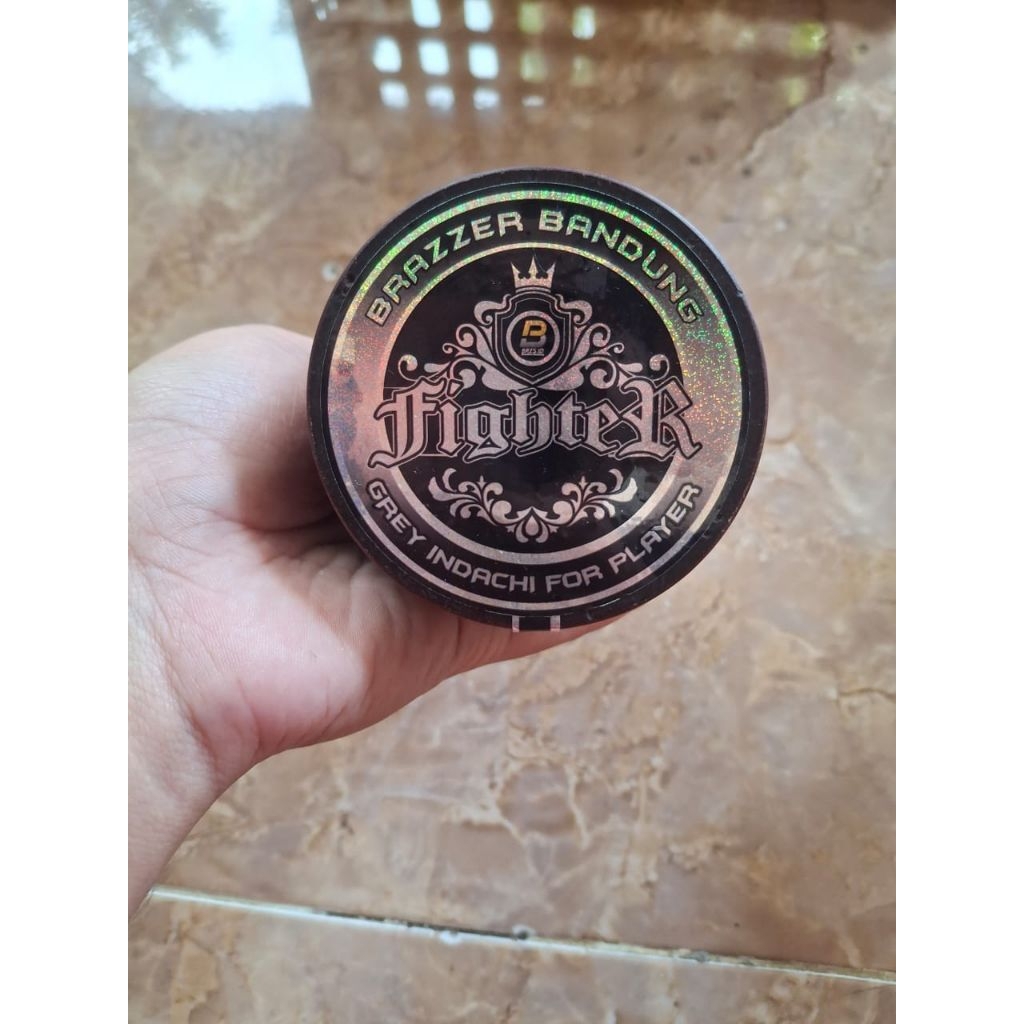 BRAZZER BANDUNG
B
FighteR
GREY INDACHI FOR PLAYER